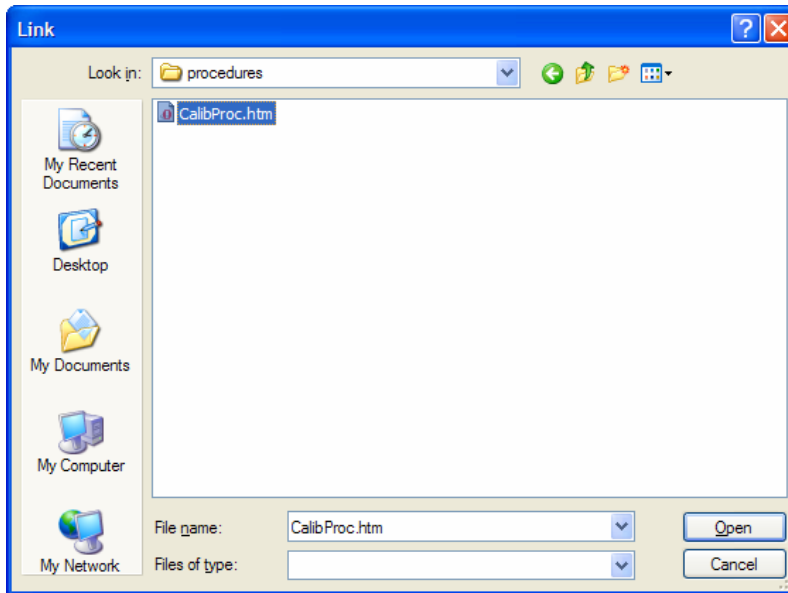 Link
Look in:
procedures
CalibProc.htm
My Recent
Documents
Desktop
My Documents
My Computer
My Network
File name:
CalibProc.htm
Open
Files of type:
Cancel